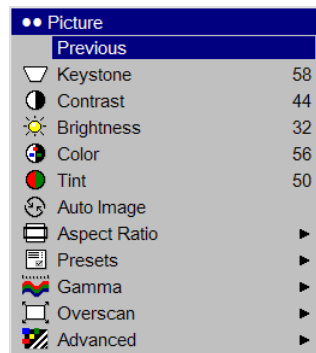 Picture
Previous
Keystone 58
Contrast 44
Brightness 32
Color 56
Tint 50
Auto Image
Aspect Ratio
Presets
Gamma
Overscan
Advanced